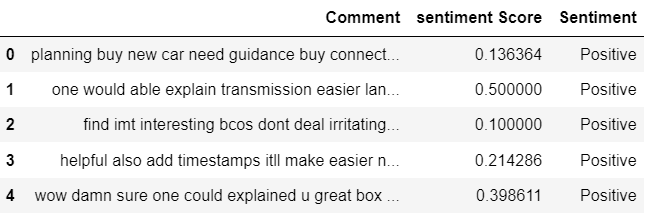 Comment sentiment Score Sentiment
0 planning buy new car need guidance buy connect... 0.136364 Positive
1 one would able explain transmission easier lan... 0.500000 Positive
2 find imt interesting bcos dont deal irritating... 0.100000 Positive
3 helpful also add timestamps itll make easier n... 0.214286 Positive
4 wow damn sure one could explained u great box ... 0.398611 Positive